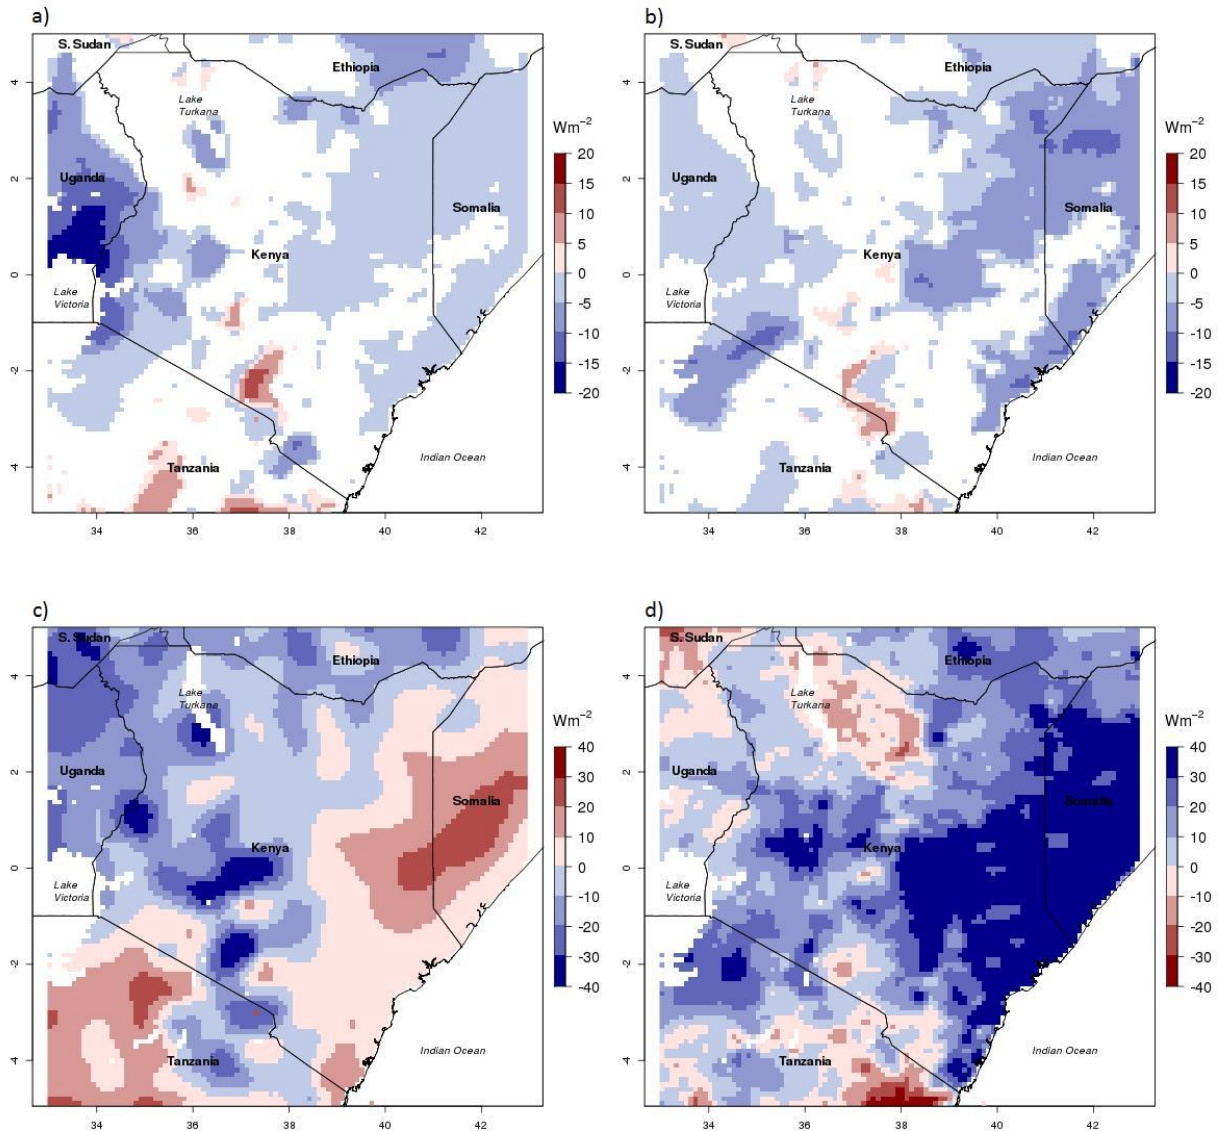 a)
S. Sudan
Ethiopia
Lake
Turkana
Uganda
Somalia
Kenya
Lake
Victoria
Tanzania
Indian Ocean
4
2
0
-2
4
34
36
38
40
42
Wm−2
20
15
10
5
0
-5
-10
-15
-20
b)
S. Sudan
Ethiopia
Lake
Turkana
Uganda
Somalia
Kenya
Lake
Victoria
Tanzania
Indian Ocean
4
2
0
-2
4
34
36
38
40
42
Wm−2
20
15
10
5
0
-5
-10
-15
-20
c)
S. Sudan
Ethiopia
Lake
Turkana
Uganda
Somalia
Kenya
Lake
Victoria
Tanzania
Indian Ocean
4
2
0
-2
4
34
36
38
40
42
Wm−2
40
30
20
10
0
-10
-20
-30
-40
d)
S. Sudan
Ethiopia
Lake
Turkana
Uganda
Somalia
Kenya
Lake
Victoria
Tanzania
Indian Ocean
4
2
0
-2
4
34
36
38
40
42
Wm−2
40
30
20
10
0
-10
-20
-30
-40